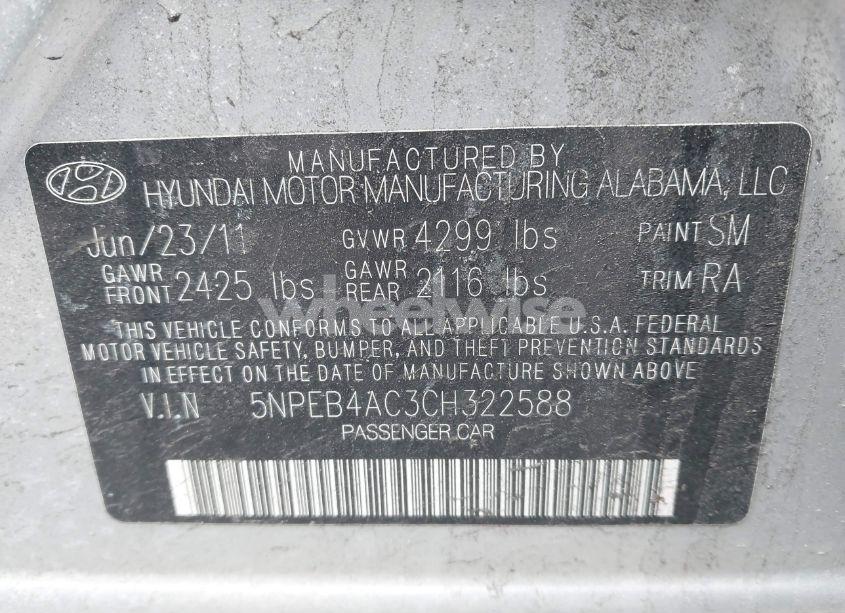 MANUFACTURED BY
HYUNDAI MOTOR MANUFACTURING ALABAMA, LLC
Jun/23/11 GVWR 4299 lbs PAINT SM
GAWR FRONT 2425 lbs GAWR REAR 2116 lbs TRIM RA
wheelwise
THIS VEHICLE CONFORMS TO ALL APPLICABLE U.S.A. FEDERAL
MOTOR VEHICLE SAFETY, BUMPER, AND THEFT PREVENTION STANDARDS
IN EFFECT ON THE DATE OF MANUFACTURE SHOWN ABOVE
V.I.N 5NPEB4AC3CH322588
PASSENGER CAR